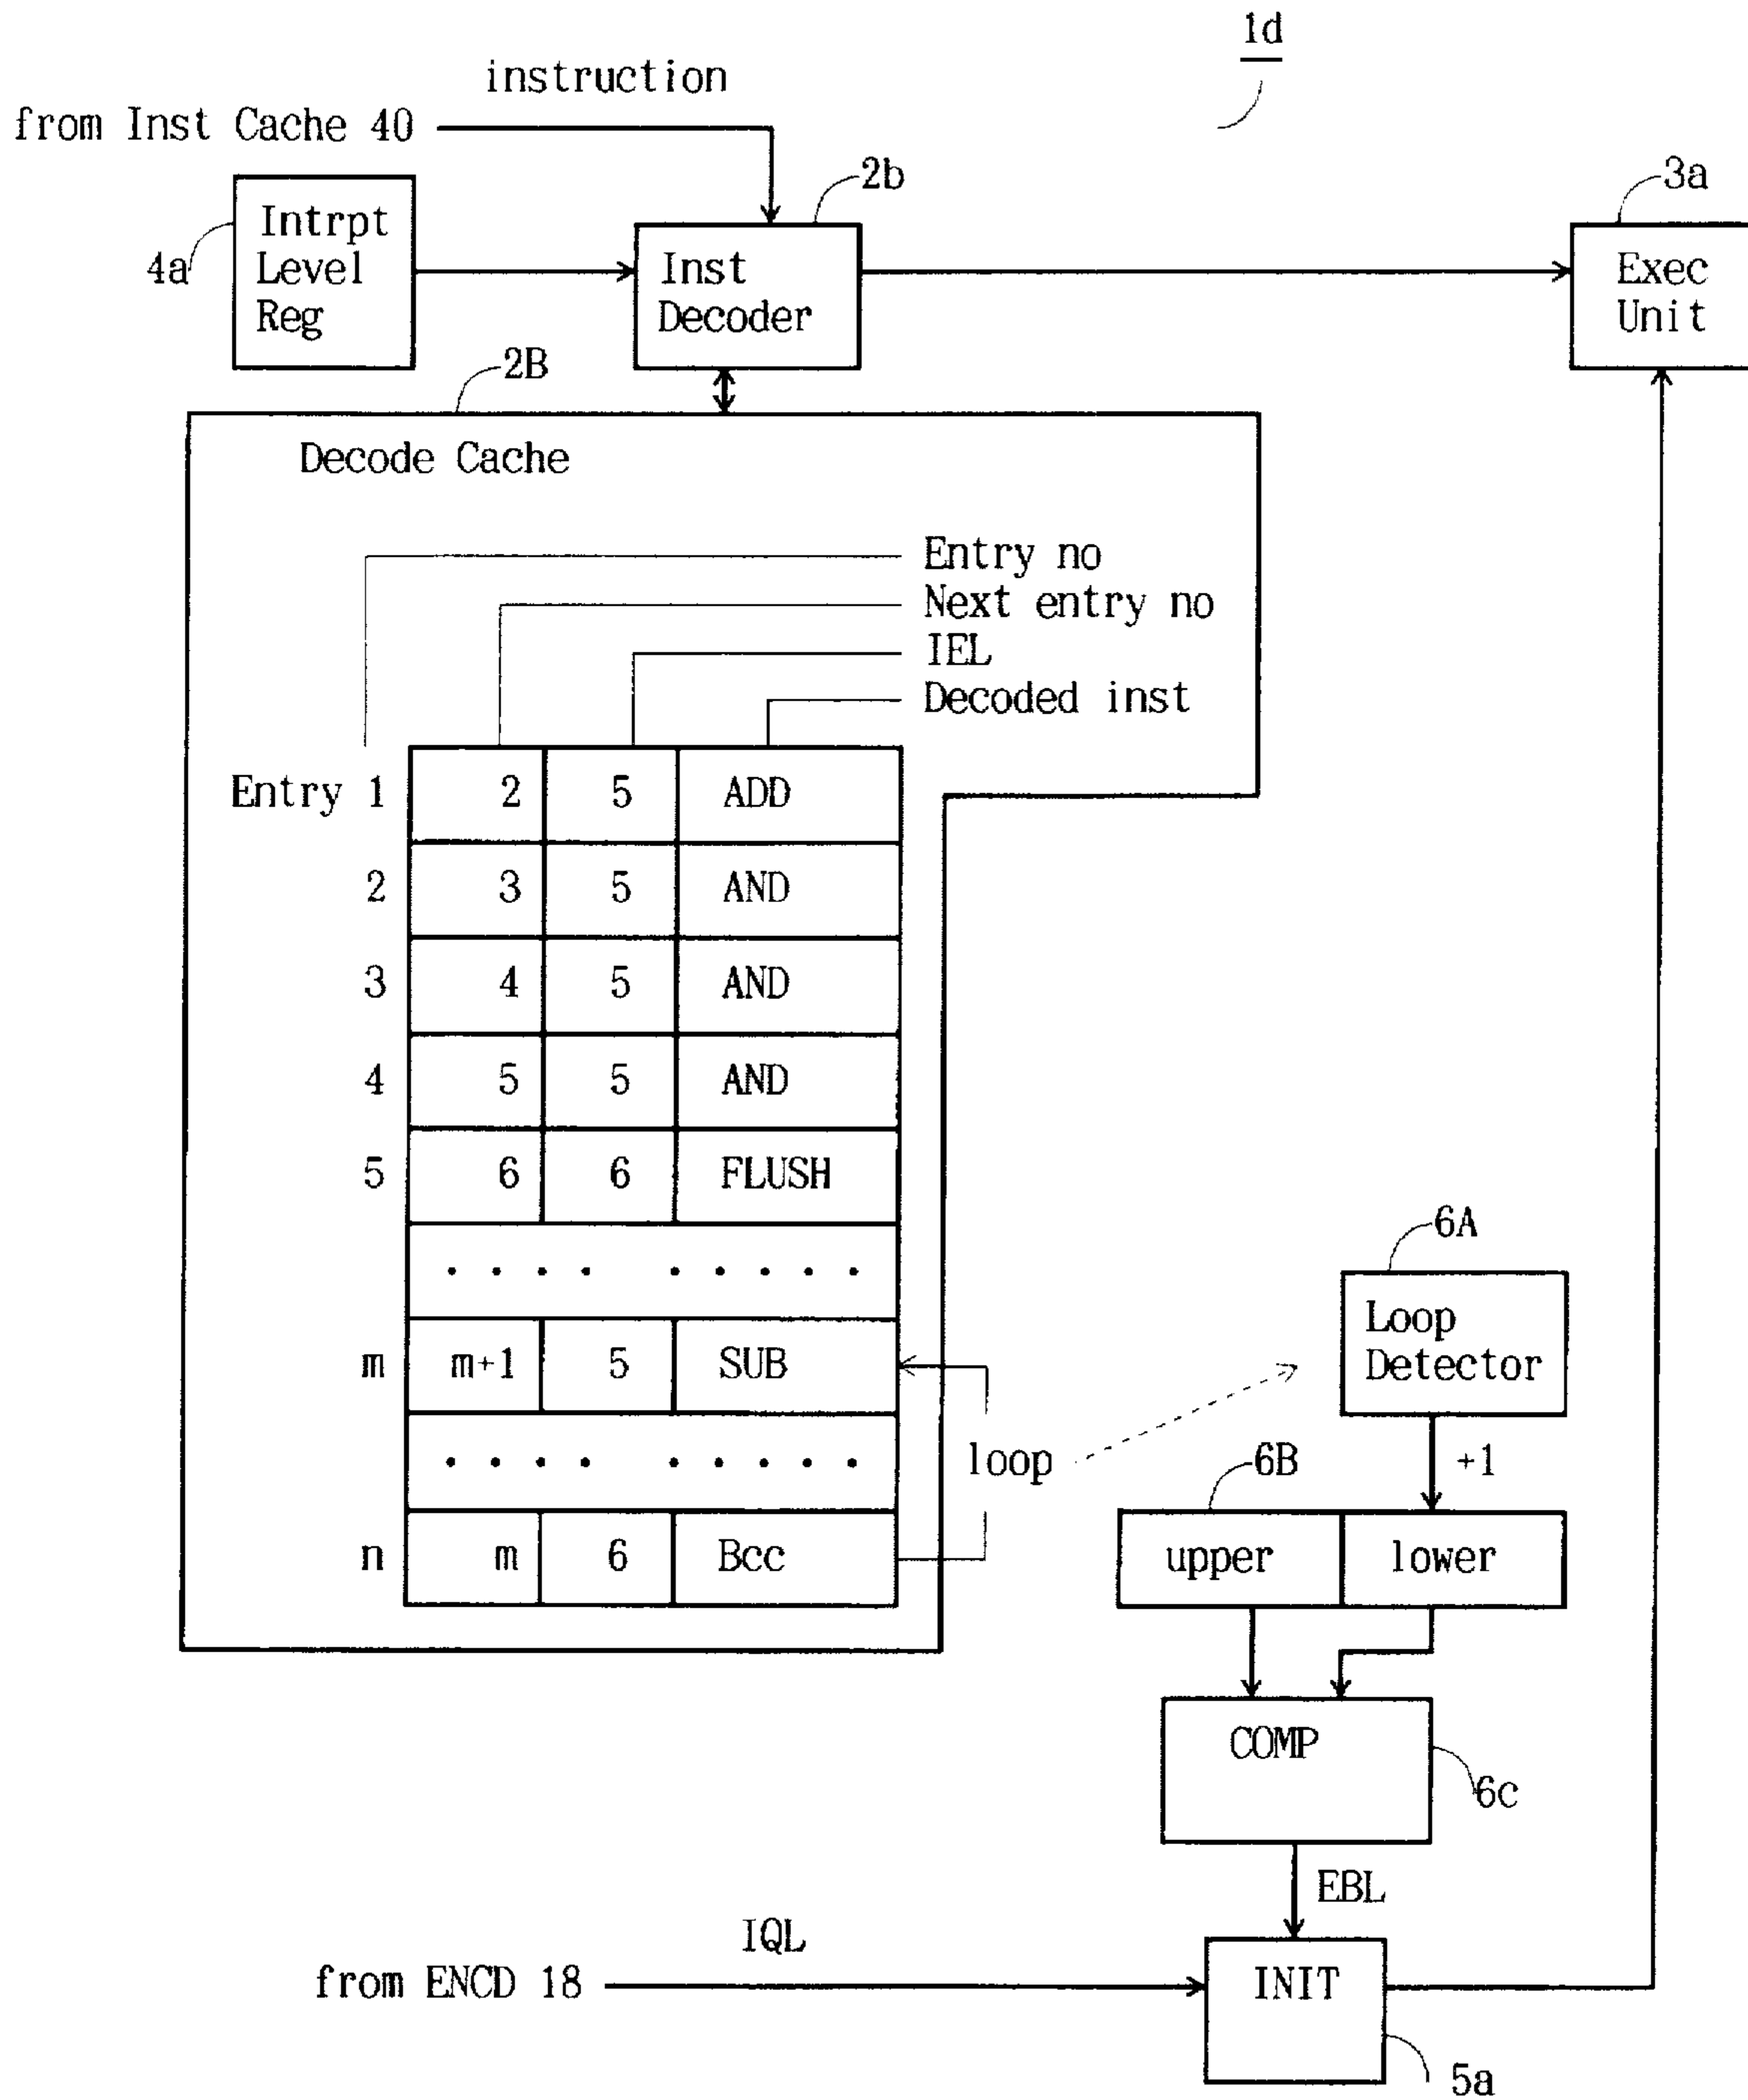 1d
instruction
from Inst Cache 40
2b
3a
4a
Intrpt
Level
Reg
Inst
Decoder
Exec
Unit
2B
Decode Cache
Entry no
Next entry no
IEL
Decoded inst
Entry 1 2 5 ADD
2 3 5 AND
3 4 5 AND
4 5 5 AND
5 6 6 FLUSH
. . . . . . . . .
m m+1 5 SUB
. . . . . . . . .
n m 6 Bcc
loop
6A
Loop
Detector
+1
6B
upper lower
COMP
6c
EBL
IQL
from ENCD 18
INIT
5a